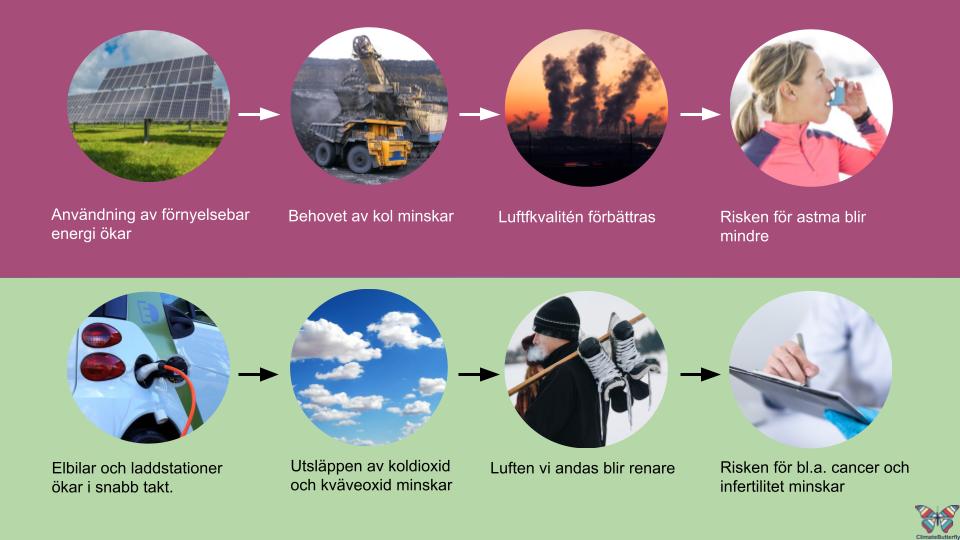 Användning av förnyelsebar
energi ökar
Behovet av kol minskar
Luftfkvalitén förbättras
Risken för astma blir
mindre
Elbilar och laddstationer
ökar i snabb takt.
Utsläppen av koldioxid
och kväveoxid minskar
Luften vi andas blir renare
Risken för bl.a. cancer och
infertilitet minskar
ClimateButterfly